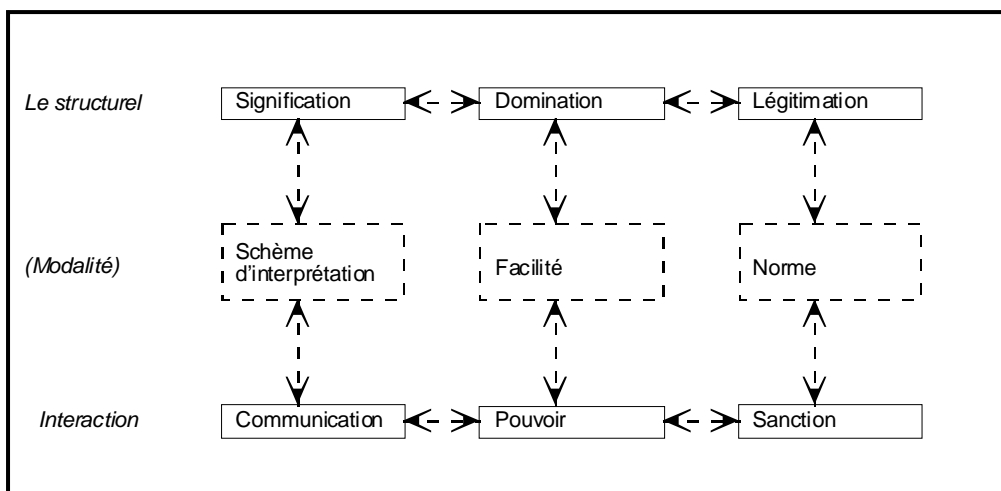 Le structurel Signification Domination Légitimation
(Modalité) Schème d'interprétation Facilité Norme
Interaction Communication Pouvoir Sanction